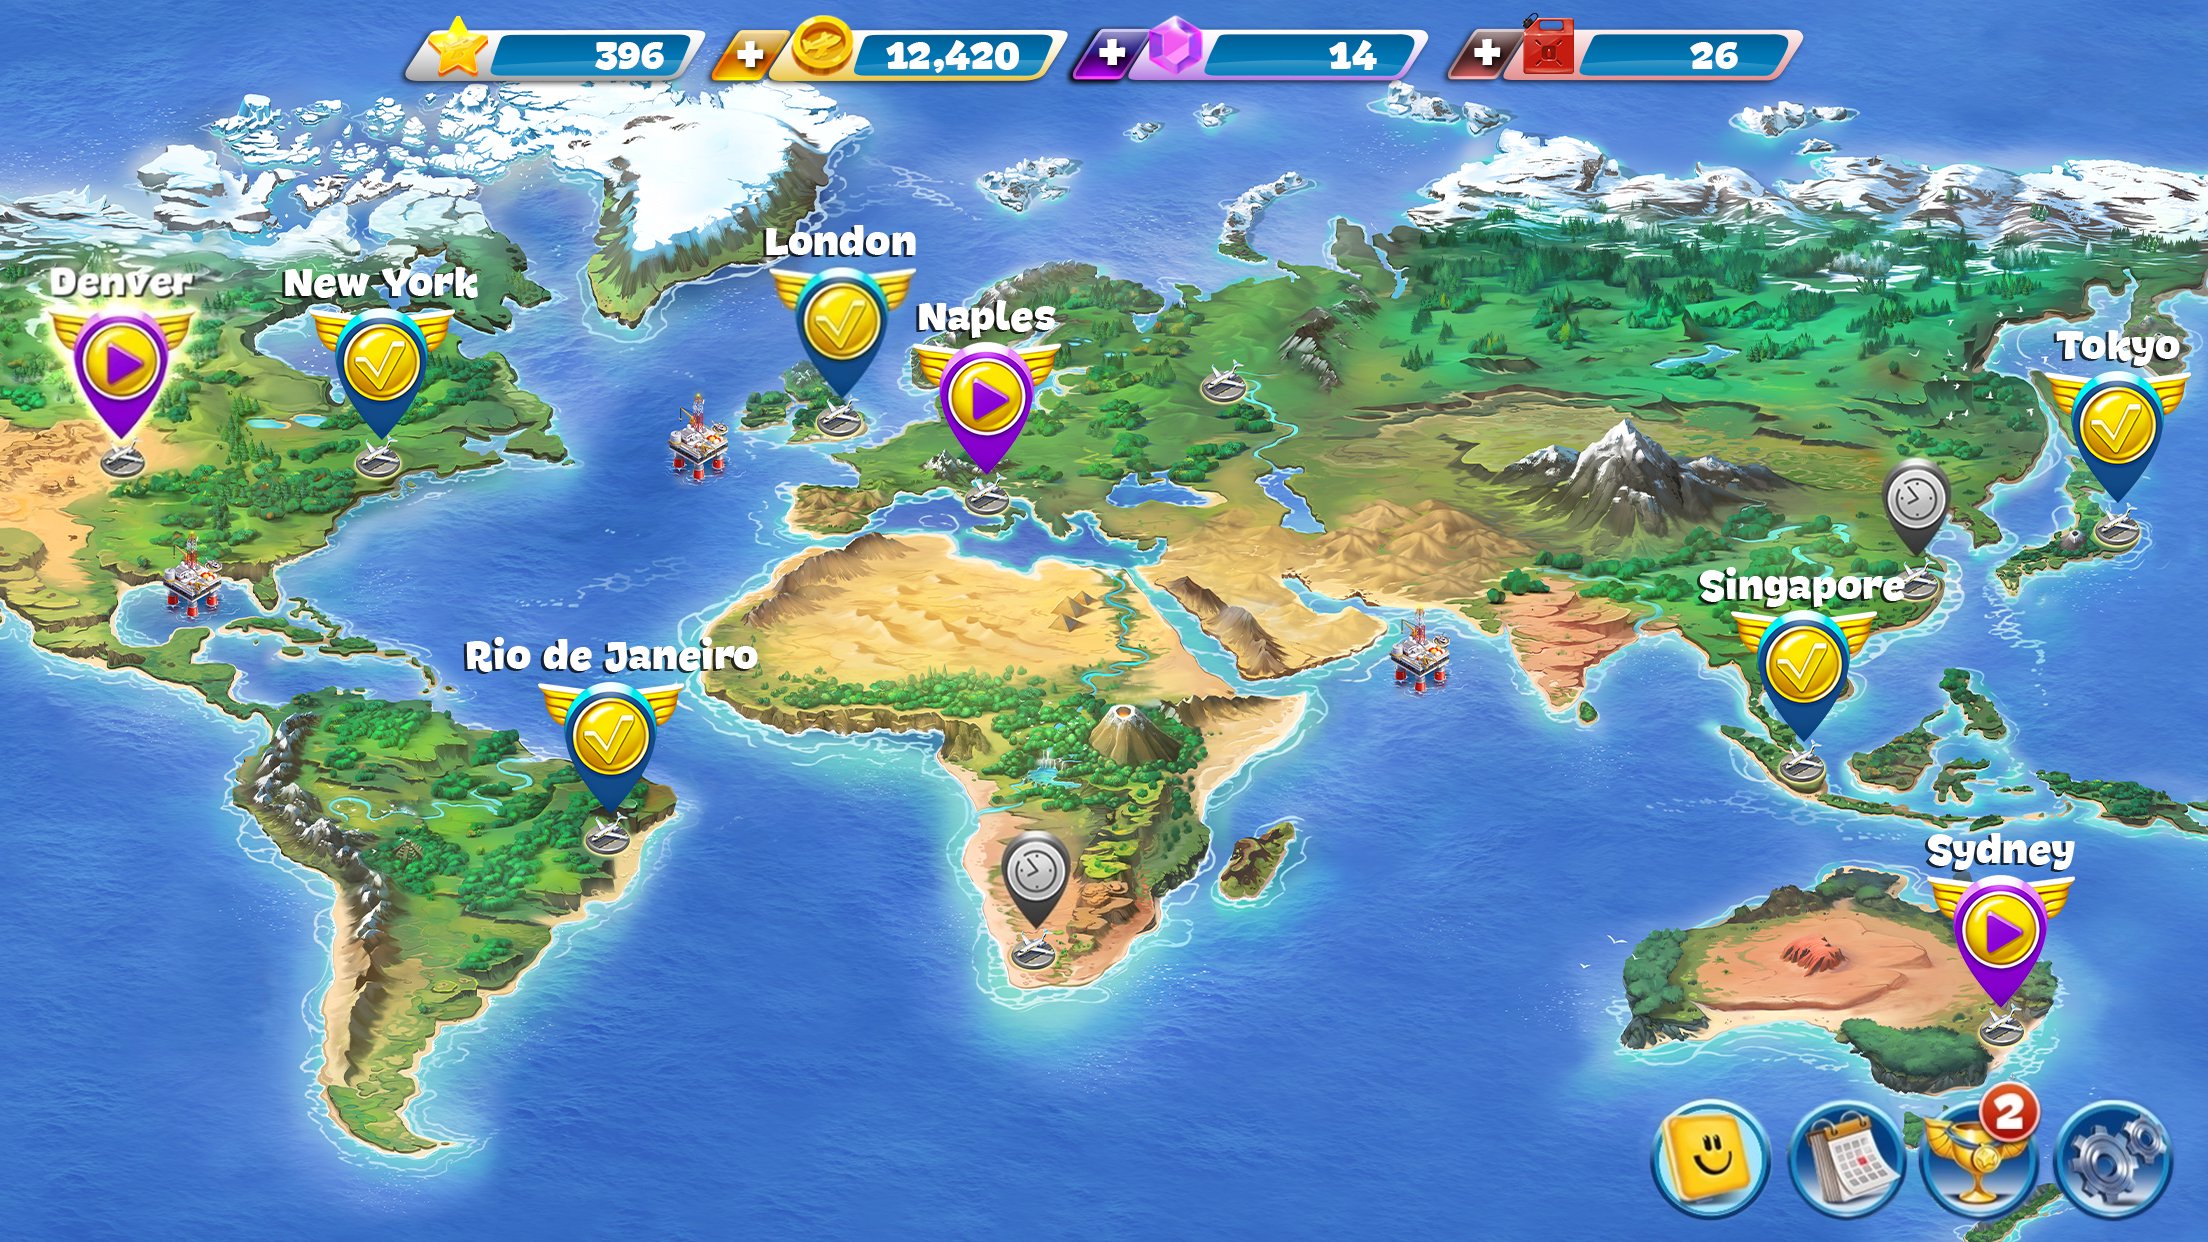 396
12,420
14
26
London
Denver
New York
Naples
Tokyo
Singapore
Rio de Janeiro
Sydney
2